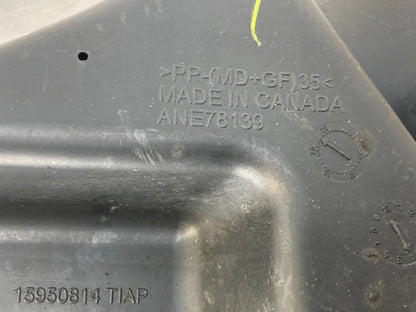 >PP-(MD+GF)35<
MADE IN CANADA
ANE78139
15950814 TIAP